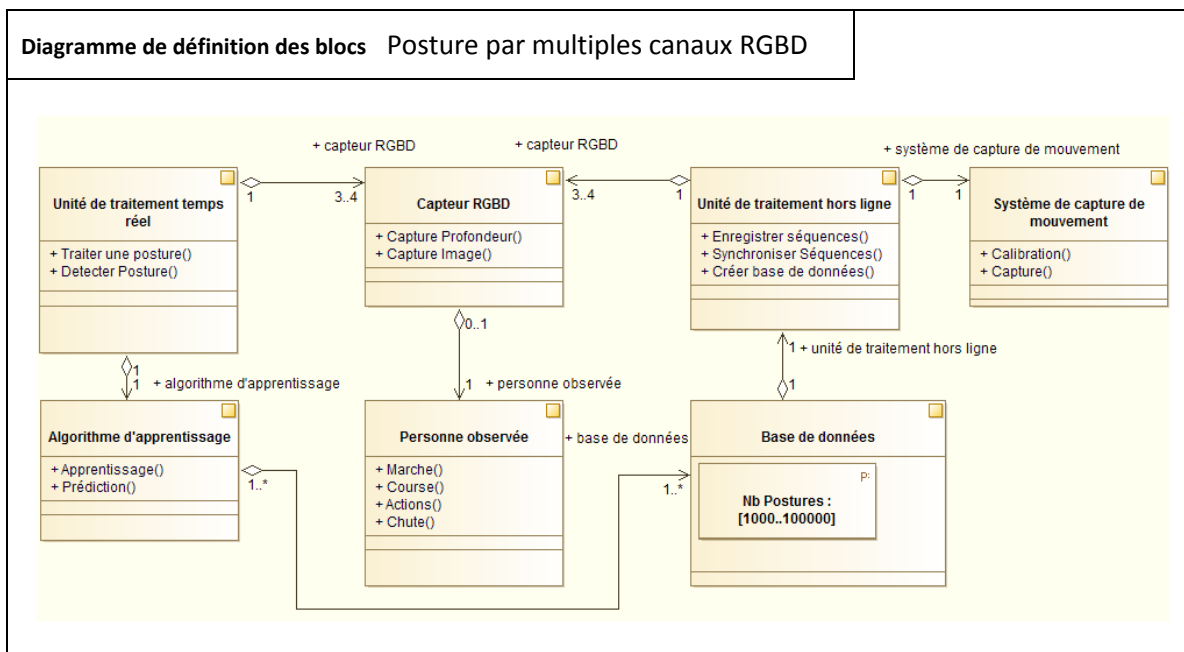 Diagramme de définition des blocs Posture par multiples canaux RGBD
+ capteur RGBD
+ capteur RGBD
+ système de capture de mouvement
Unité de traitement temps
réel
+ Traiter une posture()
+ Detecter Posture()
1
3..4
Capteur RGBD
+ Capture Profondeur()
+ Capture Image()
3..4
1
Unité de traitement hors ligne
+ Enregistrer séquences()
+ Synchroniser Séquences()
+ Créer base de données()
1
1
Système de capture de
mouvement
+ Calibration()
+ Capture()
1
1
+ algorithme d'apprentissage
0..1
1
+ personne observée
1
+ unité de traitement hors ligne
1
Algorithme d'apprentissage
+ Apprentissage()
+ Prédiction()
1..*
Personne observée
+ Marche()
+ Course()
+ Actions()
+ Chute()
+ base de données
1..*
Base de données
p:
Nb Postures :
[1000..100000]